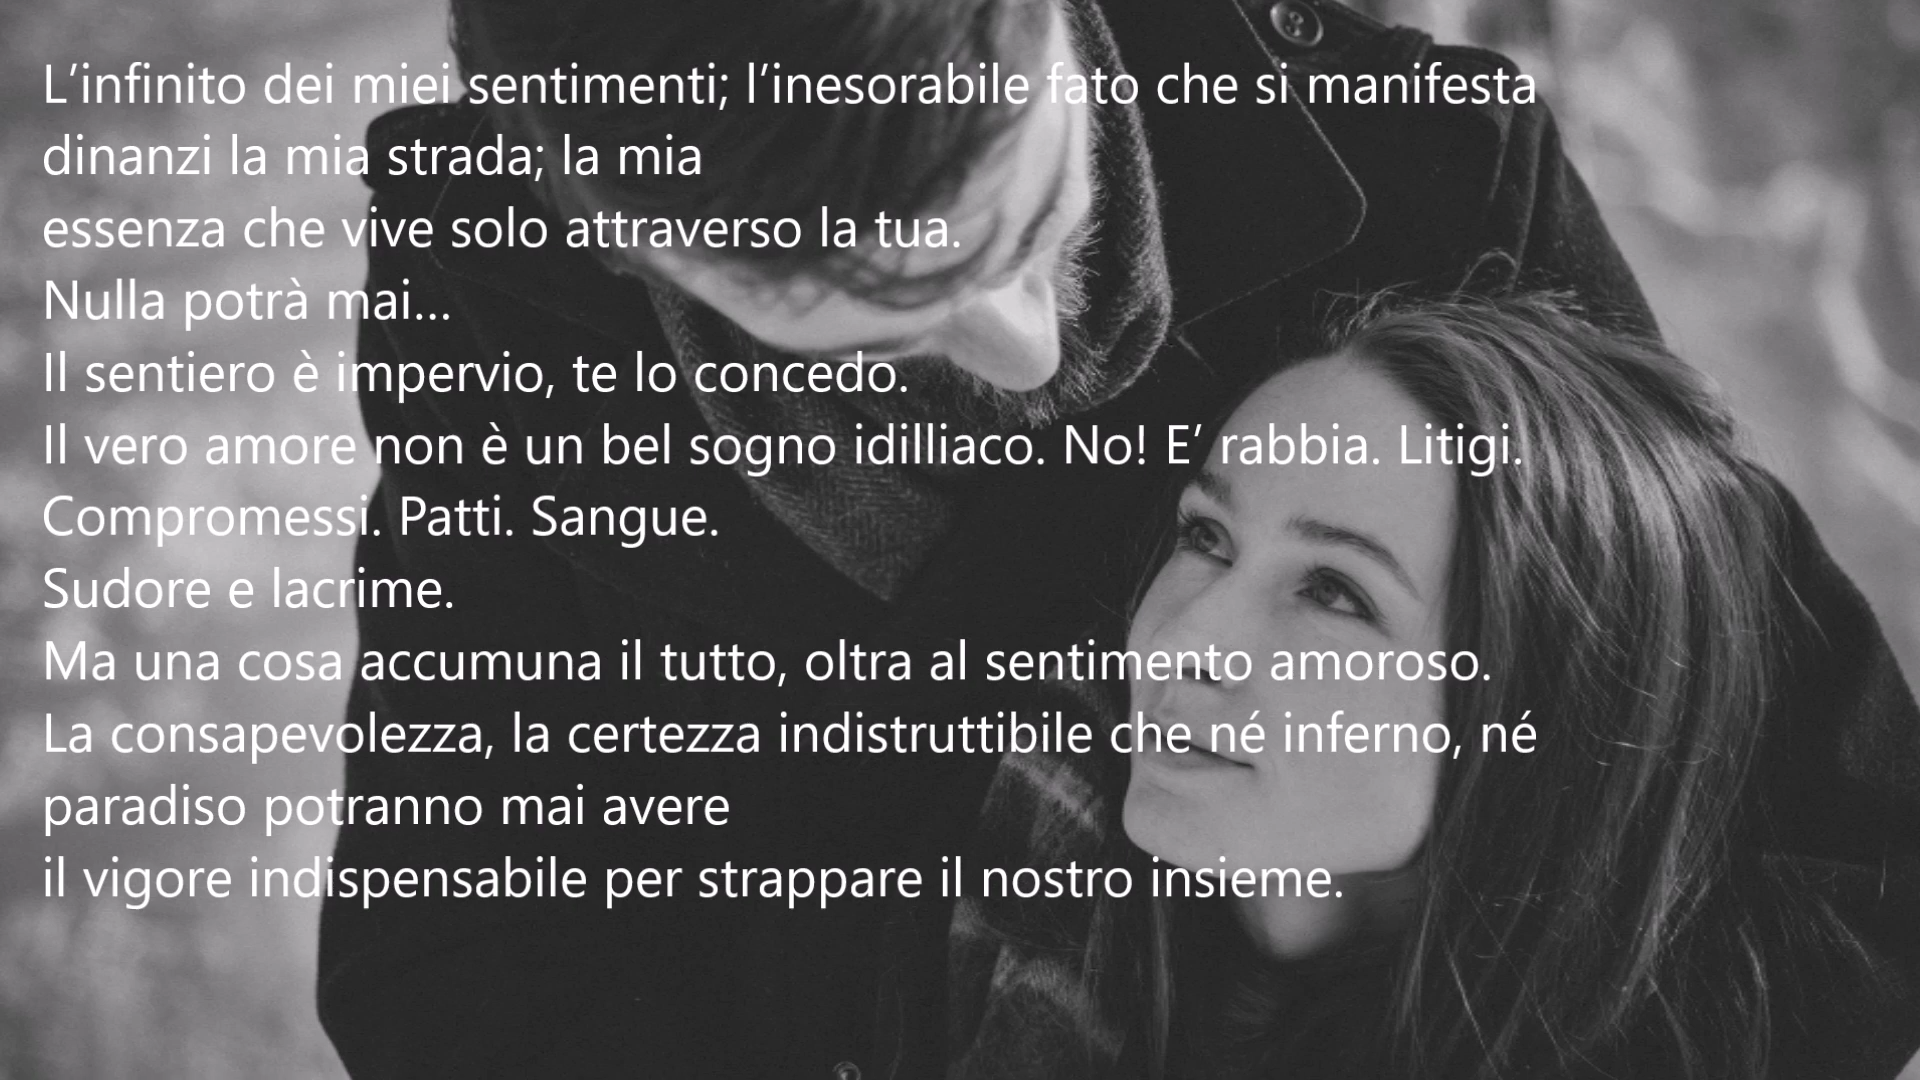 L’infinito dei miei sentimenti; l’inesorabile fato che si manifesta
dinanzi la mia strada; la mia
essenza che vive solo attraverso la tua.
Nulla potrà mai…
Il sentiero è impervio, te lo concedo.
Il vero amore non è un bel sogno idilliaco. No! E’ rabbia. Litigi.
Compromessi. Patti. Sangue.
Sudore e lacrime.
Ma una cosa accumuna il tutto, oltra al sentimento amoroso.
La consapevolezza, la certezza indistruttibile che né inferno, né
paradiso potranno mai avere
il vigore indispensabile per strappare il nostro insieme.